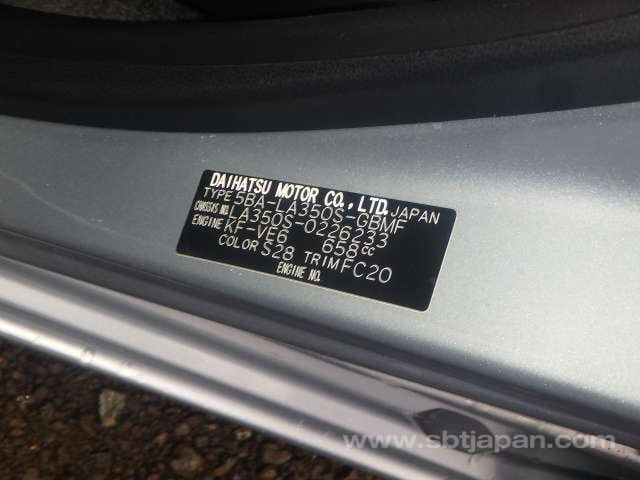 DAIHATSU MOTOR CO., LTD. JAPAN
TYPE 5BA-LA350S-GBMF
CHASSIS NO. LA350S-0226233
ENGINE KF-VE6 658cc
COLOR S28 TRIM FC20
ENGINE NO.
www.sbtjapan.com